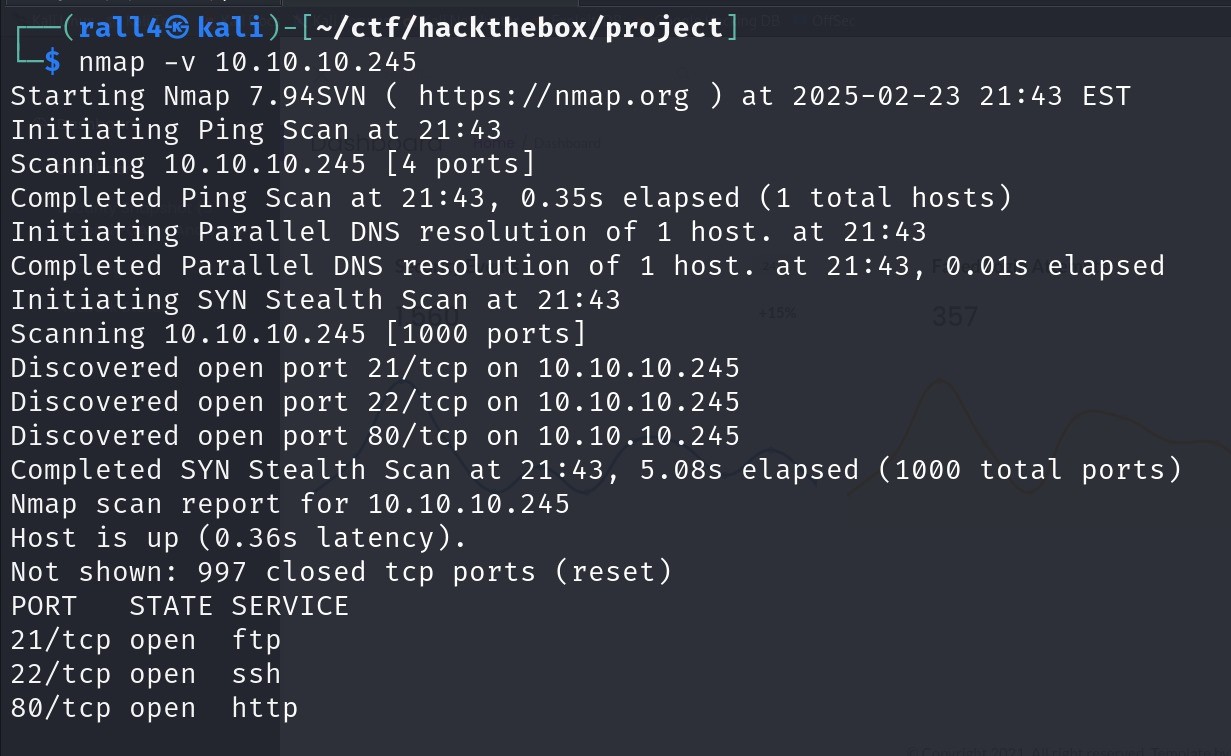 ┌──(rall4㉿kali)-[~/ctf/hackthebox/project]
└─$ nmap -v 10.10.10.245
Starting Nmap 7.94SVN ( https://nmap.org ) at 2025-02-23 21:43 EST
Initiating Ping Scan at 21:43
Scanning 10.10.10.245 [4 ports]
Completed Ping Scan at 21:43, 0.35s elapsed (1 total hosts)
Initiating Parallel DNS resolution of 1 host. at 21:43
Completed Parallel DNS resolution of 1 host. at 21:43, 0.01s elapsed
Initiating SYN Stealth Scan at 21:43
Scanning 10.10.10.245 [1000 ports]
Discovered open port 21/tcp on 10.10.10.245
Discovered open port 22/tcp on 10.10.10.245
Discovered open port 80/tcp on 10.10.10.245
Completed SYN Stealth Scan at 21:43, 5.08s elapsed (1000 total ports)
Nmap scan report for 10.10.10.245
Host is up (0.36s latency).
Not shown: 997 closed tcp ports (reset)
PORT   STATE SERVICE
21/tcp open  ftp
22/tcp open  ssh
80/tcp open  http
Dashboard
Home / Dashboard
1560
+15%
357